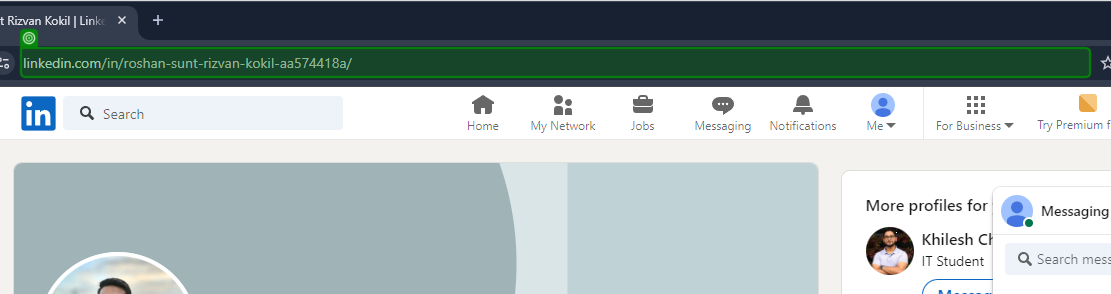 t Rizvan Kokil | Link
linkedin.com/in/roshan-sunt-rizvan-kokil-aa574418a/
in
Search
Home
My Network
Jobs
Messaging
Notifications
Me
For Business
Try Premium f
More profiles for
Messaging
Khilesh Ch
IT Student
Search mess